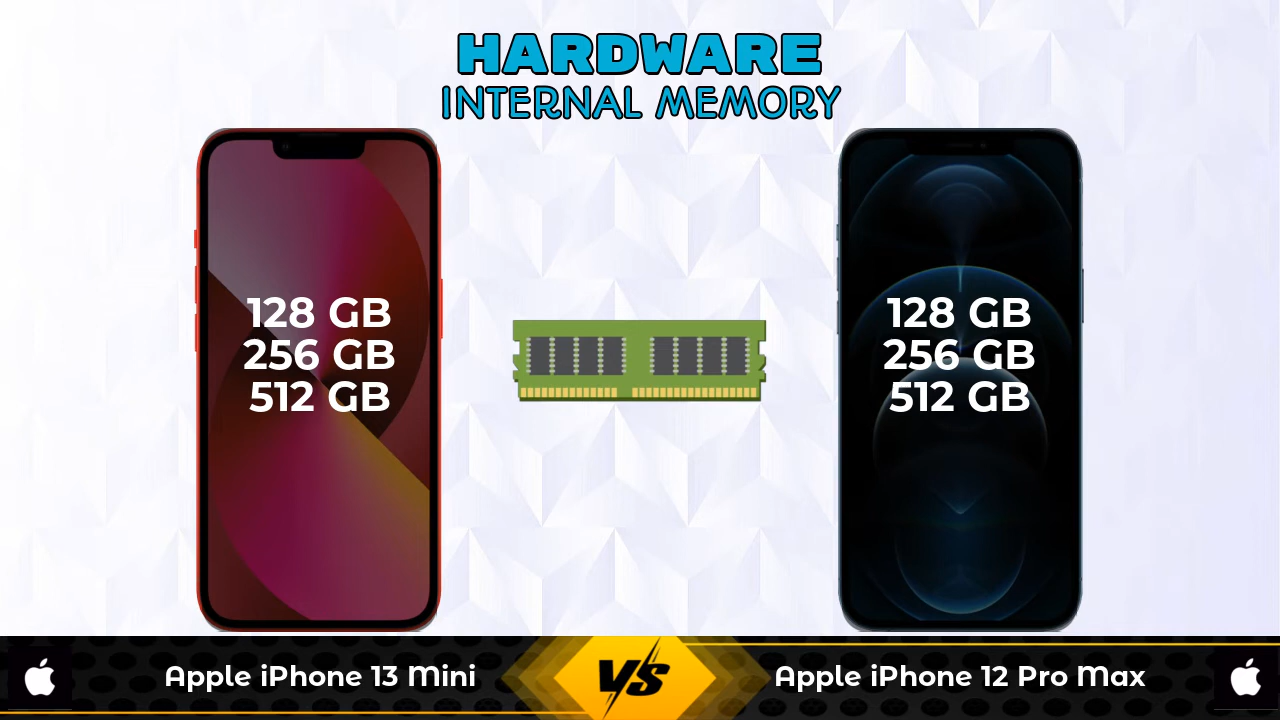 HARDWARE
INTERNAL MEMORY
128 GB
256 GB
512 GB
128 GB
256 GB
512 GB
Apple iPhone 13 Mini
VS
Apple iPhone 12 Pro Max